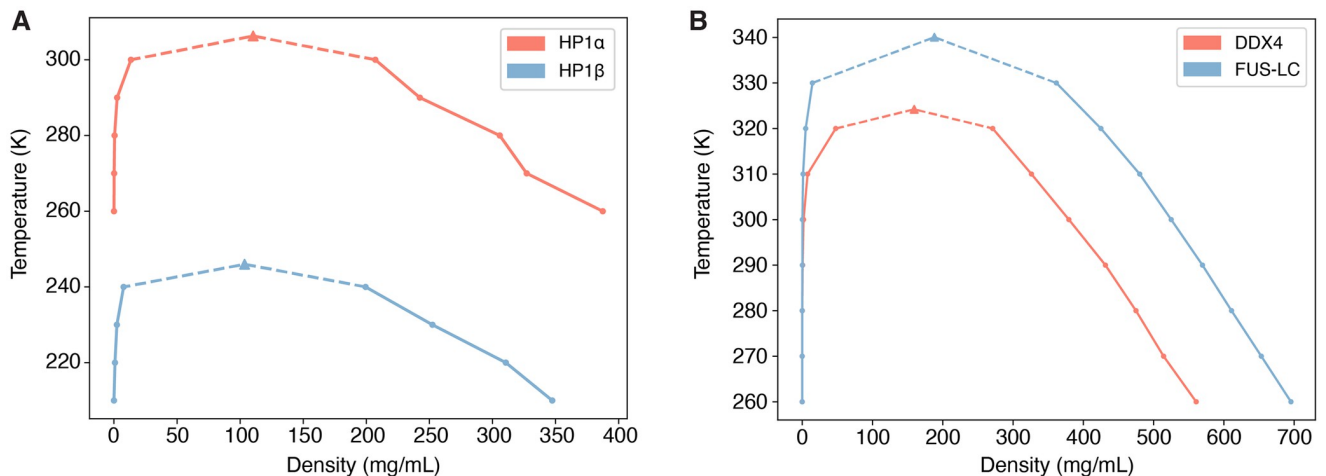 A
HP1α
HP1β
300
280
260
240
220
Temperature (K)
0 50 100 150 200 250 300 350 400
Density (mg/mL)
B
DDX4
FUS-LC
340
330
320
310
300
290
280
270
260
Temperature (K)
0 100 200 300 400 500 600 700
Density (mg/mL)